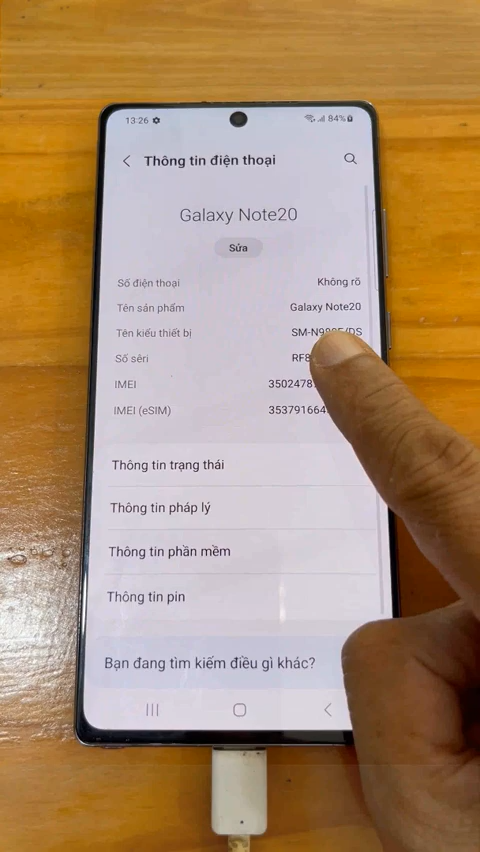 13:26 84%
Thông tin điện thoại
Galaxy Note20
Sửa
Số điện thoại Không rõ
Tên sản phẩm Galaxy Note20
Tên kiểu thiết bị
Số sêri
IMEI
IMEI (eSIM)
Thông tin trạng thái
Thông tin pháp lý
Thông tin phần mềm
Thông tin pin
Bạn đang tìm kiếm điều gì khác?